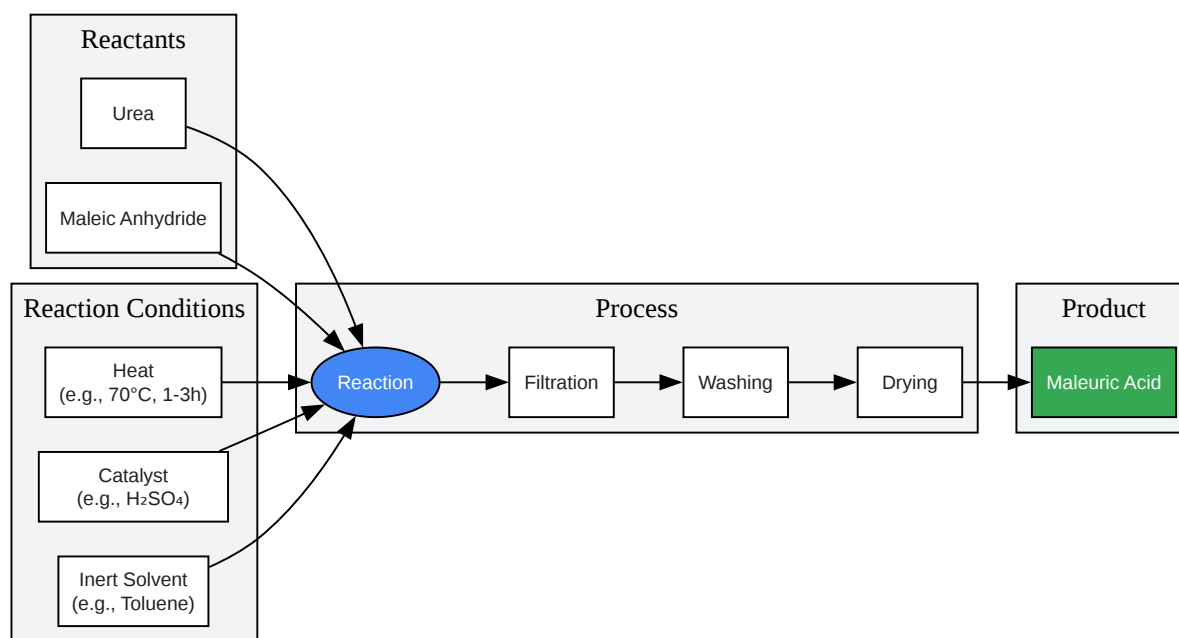 Reactants
Urea
Maleic Anhydride
Reaction Conditions
Heat
(e.g., 70°C, 1-3h)
Catalyst
(e.g., H₂SO₄)
Inert Solvent
(e.g., Toluene)
Process
Reaction
Filtration
Washing
Drying
Product
Maleuric Acid